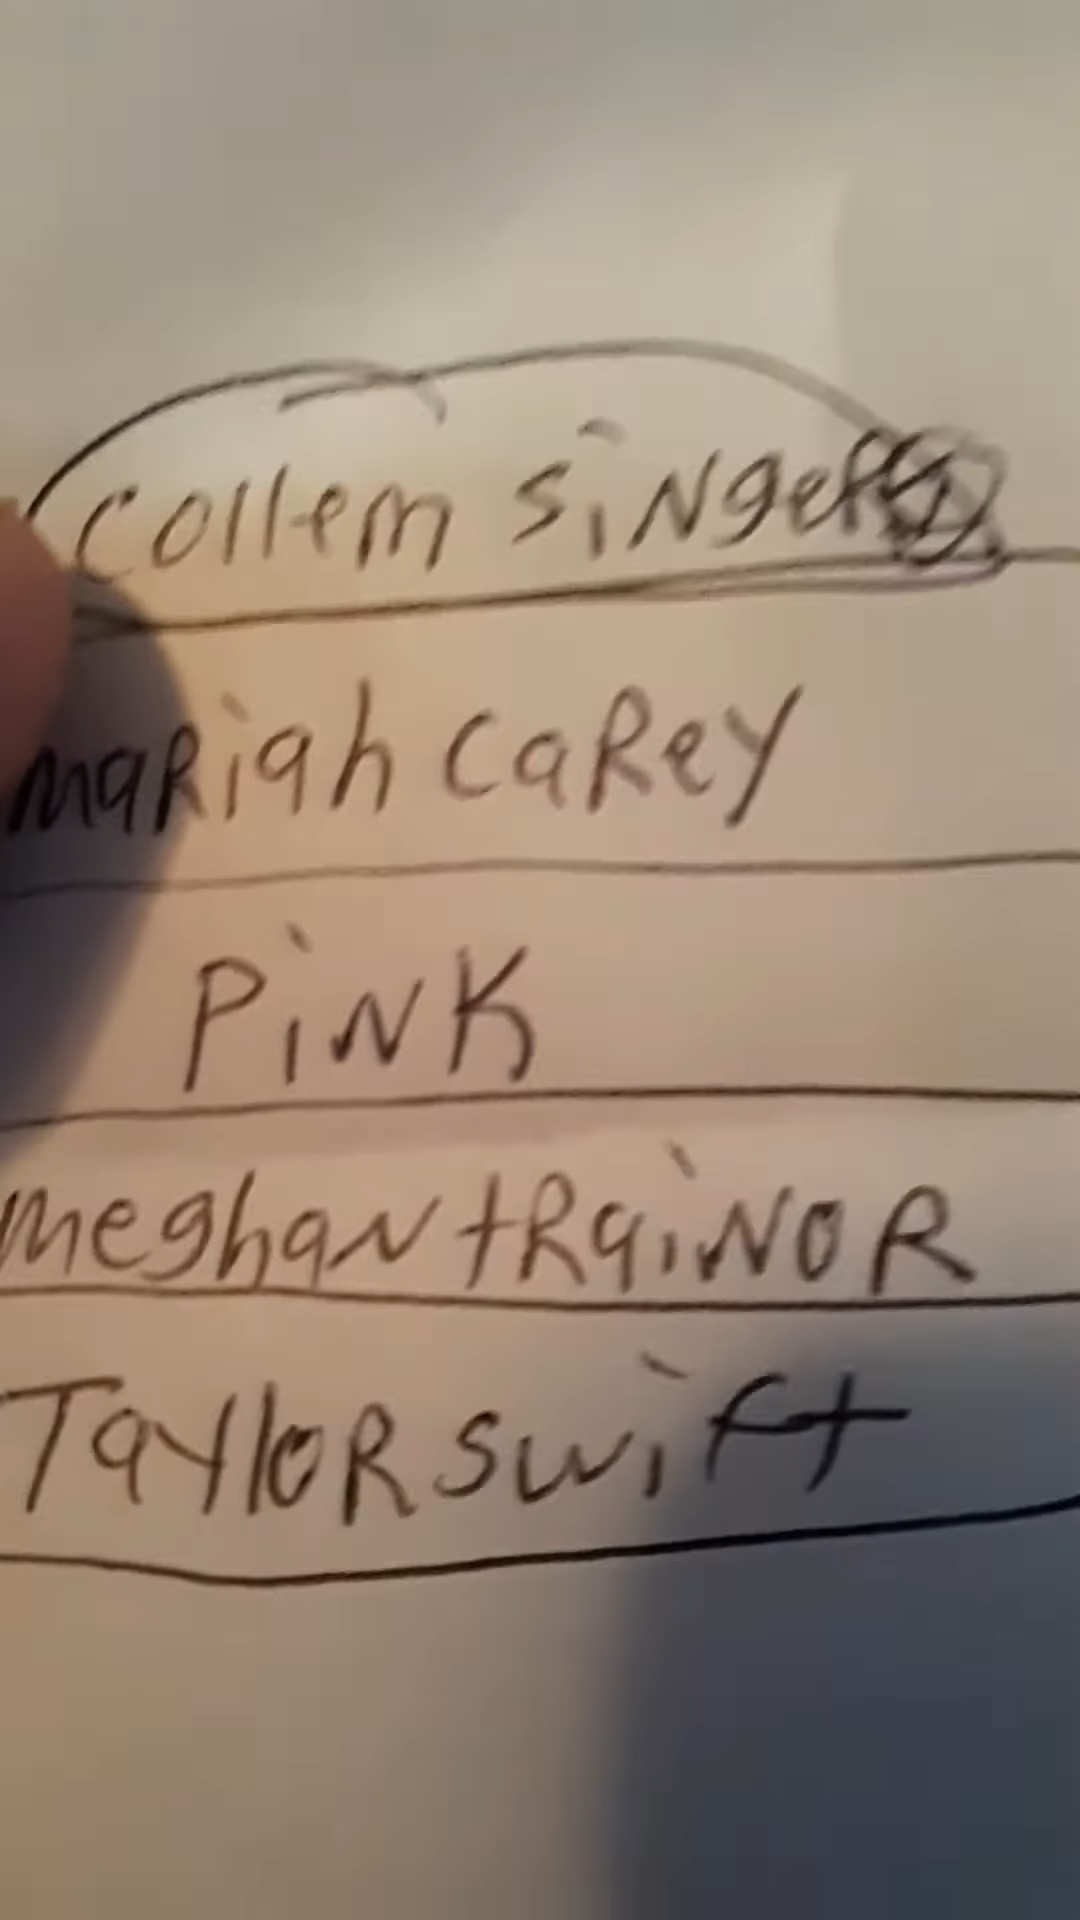 Collem singer
MaRiah CaRey
PiNK
meghaN tRaiNOR
TaylOR swift